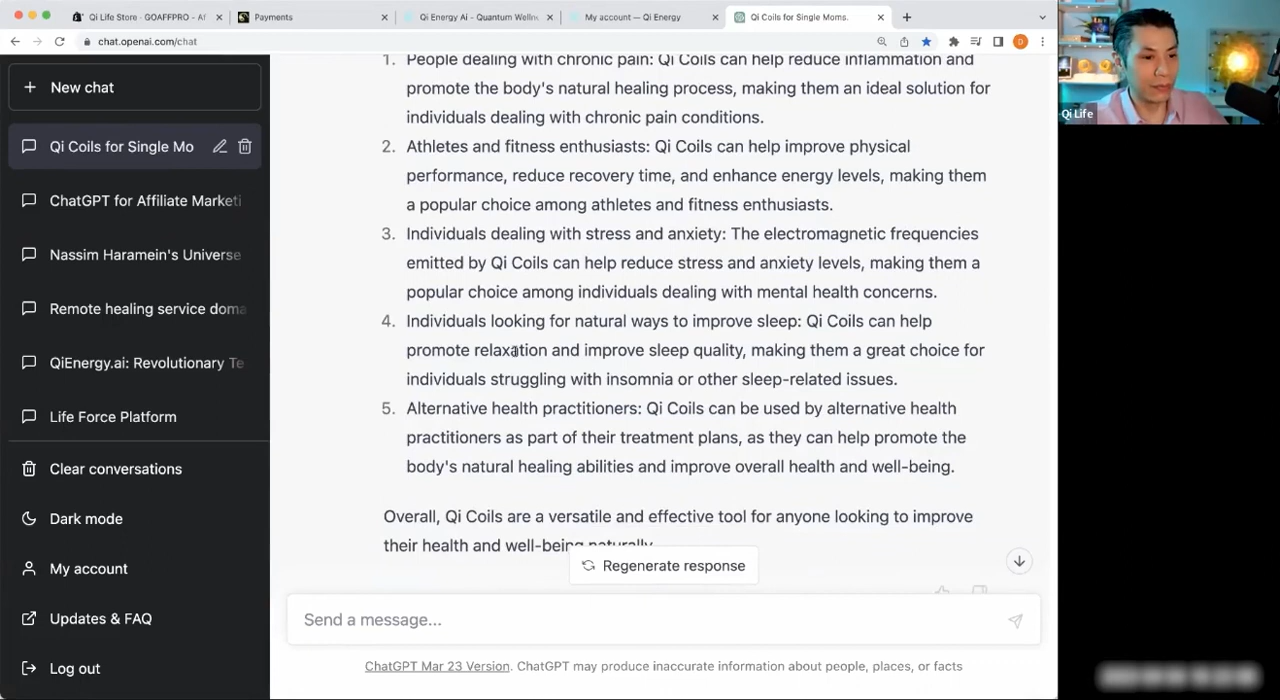 Qi Life Store - GOAFFPRO - Af
Payments
Qi Energy Ai - Quantum Welln
My account — Qi Energy
Qi Coils for Single Moms.
chat.openai.com/chat
D
Qi Life
New chat
Qi Coils for Single Mo
ChatGPT for Affiliate Marketi
Nassim Haramein's Universe
Remote healing service doma
QiEnergy.ai: Revolutionary Te
Life Force Platform
Clear conversations
Dark mode
My account
Updates & FAQ
Log out
1. People dealing with chronic pain: Qi Coils can help reduce inflammation and
promote the body's natural healing process, making them an ideal solution for
individuals dealing with chronic pain conditions.
2. Athletes and fitness enthusiasts: Qi Coils can help improve physical
performance, reduce recovery time, and enhance energy levels, making them
a popular choice among athletes and fitness enthusiasts.
3. Individuals dealing with stress and anxiety: The electromagnetic frequencies
emitted by Qi Coils can help reduce stress and anxiety levels, making them a
popular choice among individuals dealing with mental health concerns.
4. Individuals looking for natural ways to improve sleep: Qi Coils can help
promote relaxation and improve sleep quality, making them a great choice for
individuals struggling with insomnia or other sleep-related issues.
5. Alternative health practitioners: Qi Coils can be used by alternative health
practitioners as part of their treatment plans, as they can help promote the
body's natural healing abilities and improve overall health and well-being.
Overall, Qi Coils are a versatile and effective tool for anyone looking to improve
their health and well-being naturally.
Regenerate response
Send a message...
ChatGPT Mar 23 Version. ChatGPT may produce inaccurate information about people, places, or facts